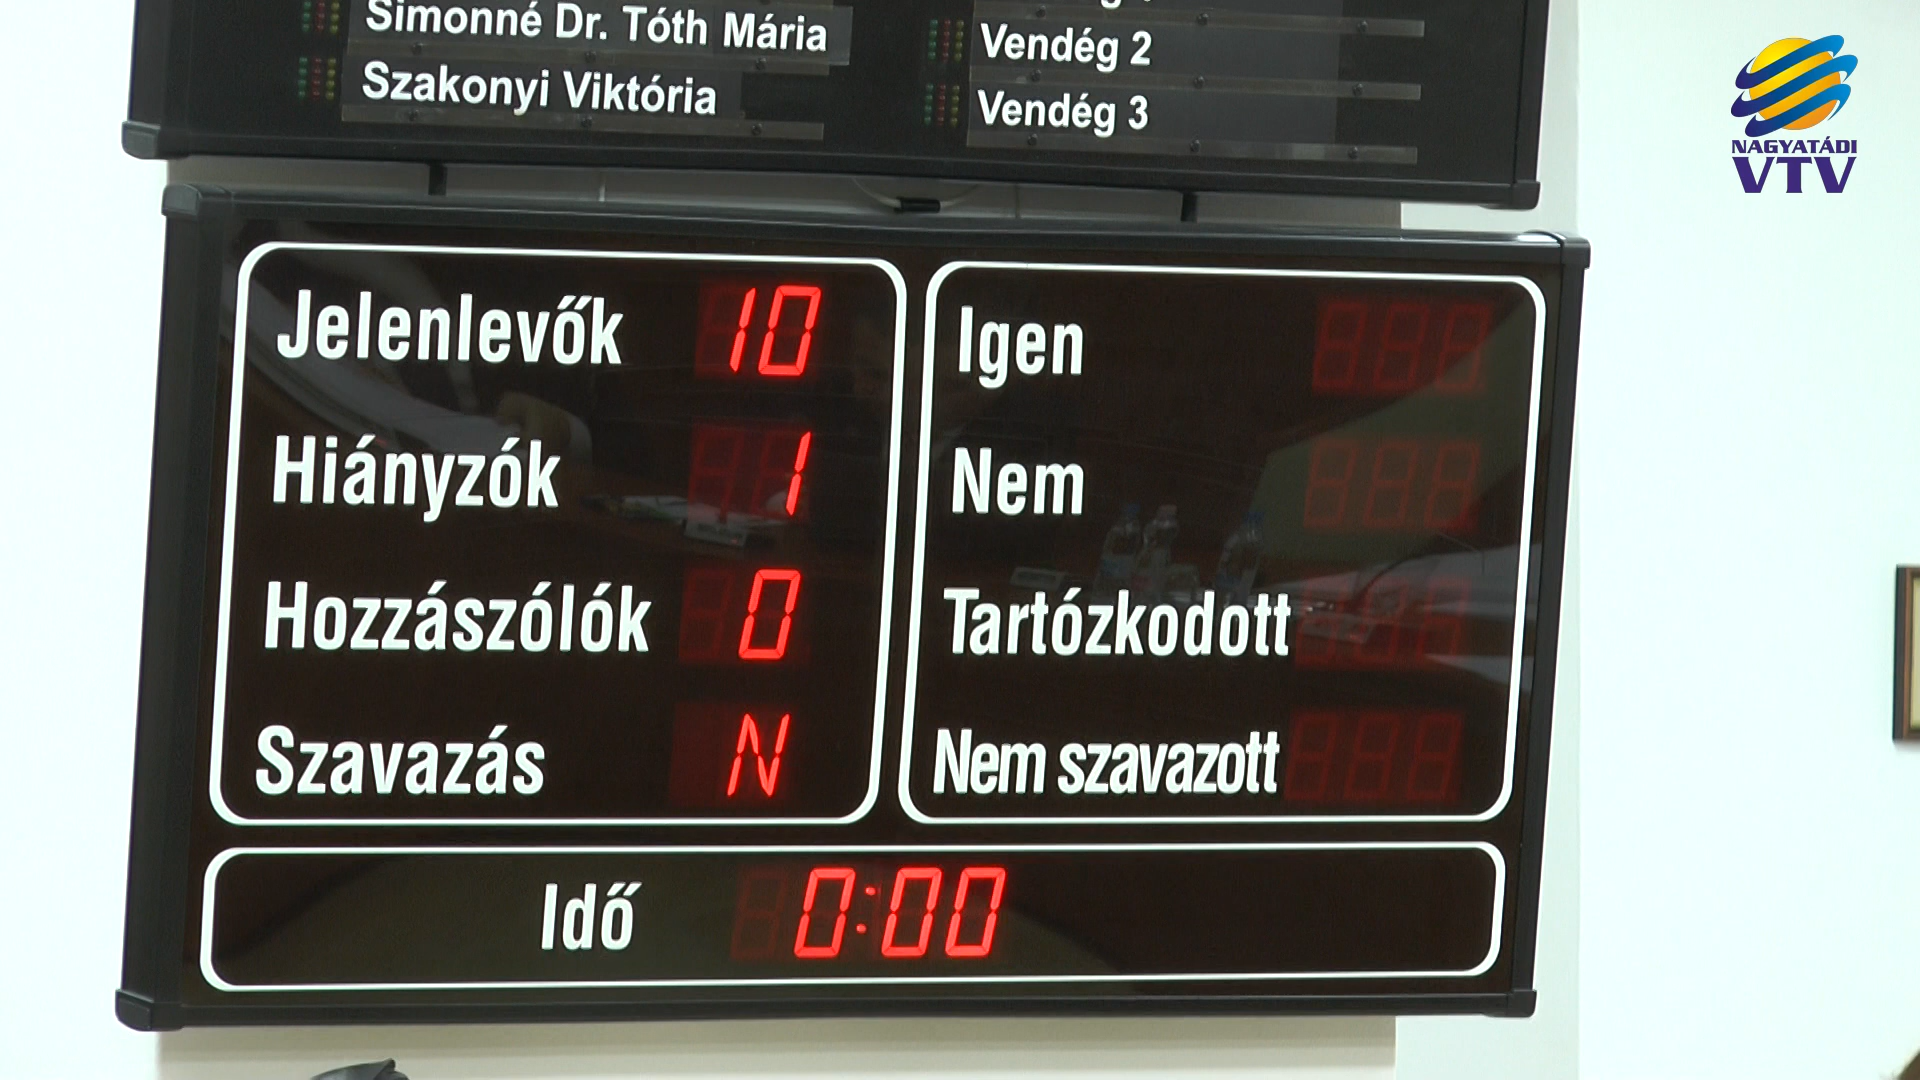 Simonné Dr. Tóth Mária
Szakonyi Viktória
Vendég 2
Vendég 3
NAGYATÁDI
VTV
Jelenlevők 10
Hiányzók 1
Hozzászólók 0
Szavazás N
Igen
Nem
Tartózkodott
Nem szavazott
Idő 0:00